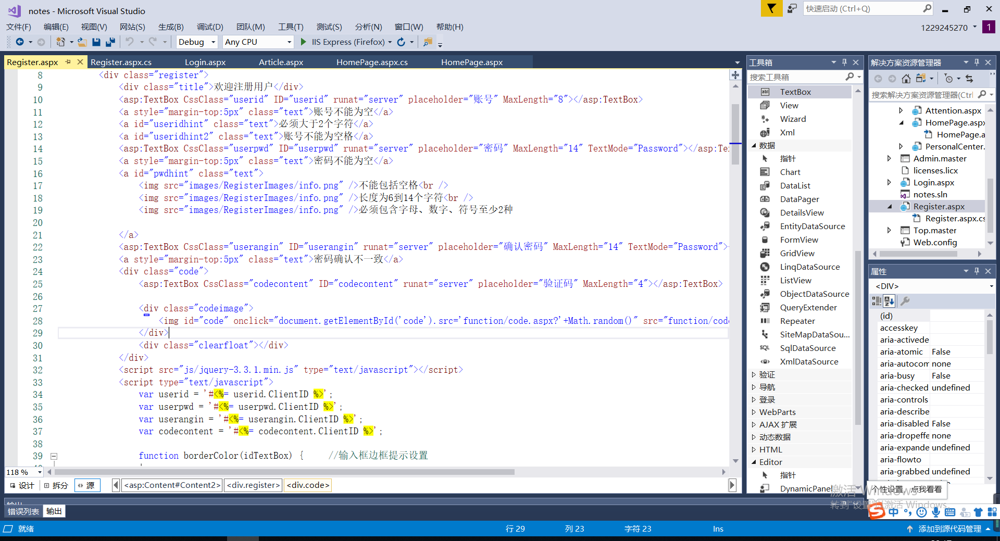 notes - Microsoft Visual Studio
快速启动 (Ctrl+Q)
文件(F) 编辑(E) 视图(V) 网站(S) 生成(B) 调试(D) 团队(M) 工具(T) 测试(S) 分析(N) 窗口(W) 帮助(H)
1229245270 1
Debug Any CPU IIS Express (Firefox)
Register.aspx Register.aspx.cs Login.aspx Article.aspx HomePage.aspx.cs HomePage.aspx
8 <div class="register">
9 <div class="title">欢迎注册用户</div>
10 <asp:TextBox CssClass="userid" ID="userid" runat="server" placeholder="账号" MaxLength="8"></asp:TextBox>
11 <a style="margin-top:5px" class="text">账号不能为空</a>
12 <a id="useridhint" class="text">必须大于2个字符</a>
13 <a id="useridhint2" class="text">账号不能为空格</a>
14 <asp:TextBox CssClass="userpwd" ID="userpwd" runat="server" placeholder="密码" MaxLength="14" TextMode="Password"></asp:Te
15 <a style="margin-top:5px" class="text">密码不能为空</a>
16 <a id="pwdhint" class="text">
17 <img src="images/RegisterImages/info.png" />不能包括空格<br />
18 <img src="images/RegisterImages/info.png" />长度为6到14个字符<br />
19 <img src="images/RegisterImages/info.png" />必须包含字母、数字、符号至少2种
20
21 </a>
22 <asp:TextBox CssClass="userangin" ID="userangin" runat="server" placeholder="确认密码" MaxLength="14" TextMode="Password">
23 <a style="margin-top:5px" class="text">密码确认不一致</a>
24 <div class="code">
25 <asp:TextBox CssClass="codecontent" ID="codecontent" runat="server" placeholder="验证码" MaxLength="4"></asp:TextBox>
26
27 <div class="codeimage">
28 <img id="code" onclick="document.getElementById('code').src='function/code.aspx?'+Math.random()" src="function/cod
29 </div>
30 <div class="clearfloat"></div>
31 </div>
32 <script src="js/jquery-3.3.1.min.js" type="text/javascript"></script>
33 <script type="text/javascript">
34 var userid = '#<%= userid.ClientID %>';
35 var userpwd = '#<%= userpwd.ClientID %>';
36 var userangin = '#<%= userangin.ClientID %>';
37 var codecontent = '#<%= codecontent.ClientID %>';
38
39 function borderColor(idTextBox) { //输入框边框提示设置
118 %
设计 拆分 源 <asp:Content#Content2> <div.register> <div.code>
工具箱
搜索工具箱
TextBox
View
Wizard
Xml
数据
指针
Chart
DataList
DataPager
DetailsView
EntityDataSource
FormView
GridView
LinqDataSource
ListView
ObjectDataSource
QueryExtender
Repeater
SiteMapDataSou...
SqlDataSource
XmlDataSource
验证
导航
登录
WebParts
AJAX 扩展
动态数据
HTML
Editor
指针
DynamicPanel
解决方案资源管理器
搜索解决方案资源管理器(Ctrl
Attention.aspx
HomePage.aspx
HomePage.a
PersonalCenter.
Admin.master
licenses.licx
Login.aspx
notes.sln
Register.aspx
Register.aspx.cs
Top.master
Web.config
属性
<DIV>
(id)
accesskey
aria-activede
aria-atomic False
aria-autocom none
aria-busy False
aria-checked undefined
aria-controls
aria-describe
aria-disabled False
aria-dropeffe none
aria-expande undefined
aria-flowto
aria-grabbed undefined
个性设置，点我看看
激活 Windows
转到"设置"以激活 Windows。
中
输出
错误列表 输出
就绪 行 29 列 23 字符 23 Ins 添加到源代码管理